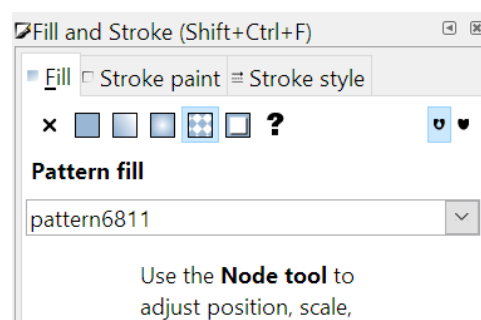 Fill and Stroke (Shift+Ctrl+F)
Fill Stroke paint Stroke style
?
Pattern fill
pattern6811
Use the Node tool to
adjust position, scale,